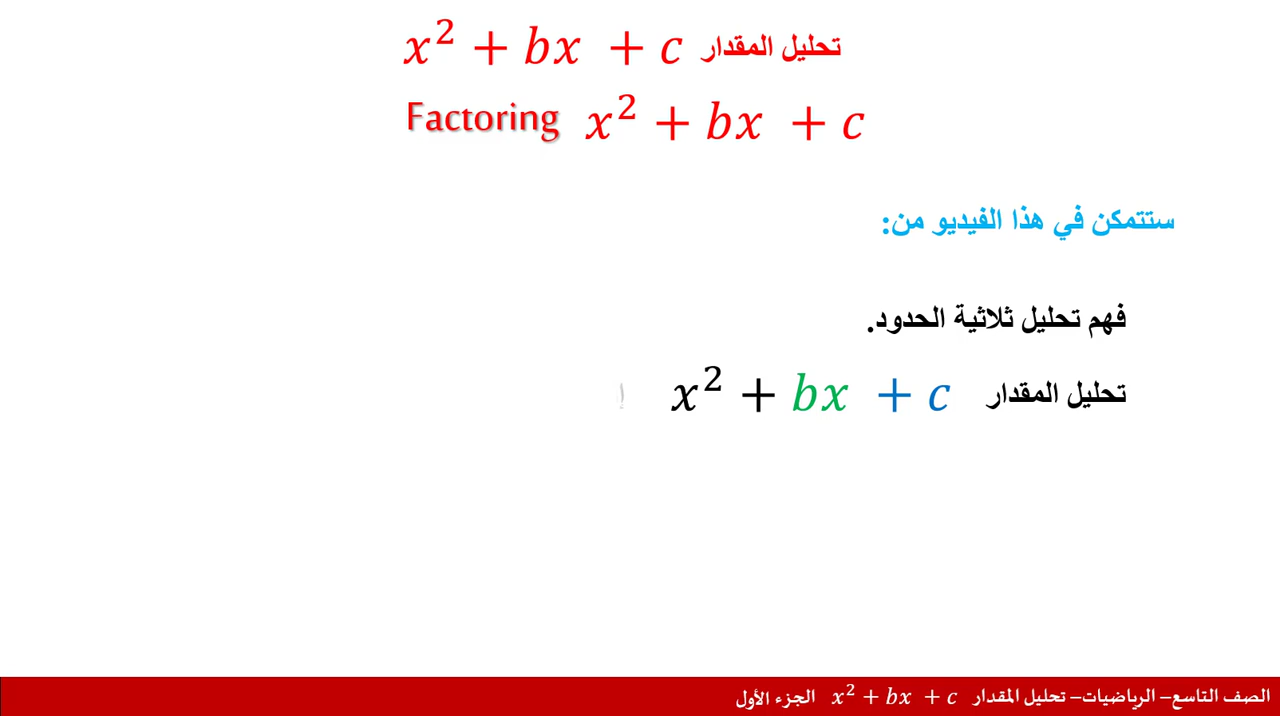 تحليل المقدار x² + bx + c
Factoring x² + bx + c
ستتمكن في هذا الفيديو من:
فهم تحليل ثلاثية الحدود.
تحليل المقدار x² + bx + c
الصف التاسع– الرياضيات– تحليل المقدار x² + bx + c الجزء الأول